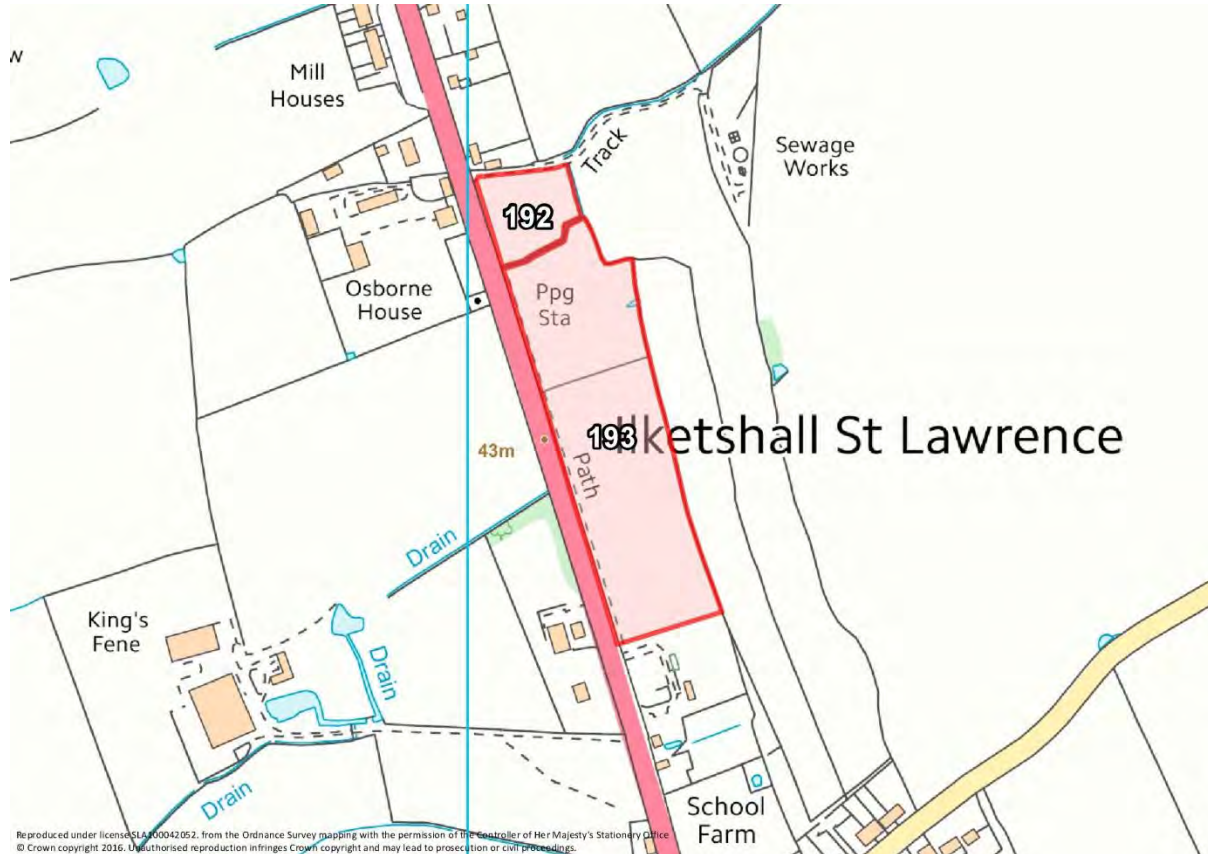 w
Mill
Houses
Track
Sewage
Works
192
Osborne
House
Ppg
Sta
193
Ilketshall St Lawrence
43m
Path
Drain
King's
Fene
Drain
Drain
School
Farm
Reproduced under license SLA100042052. from the Ordnance Survey mapping with the permission of the Controller of Her Majesty's Stationery Office
© Crown copyright 2016. Unauthorised reproduction infringes Crown copyright and may lead to prosecution or civil proceedings.